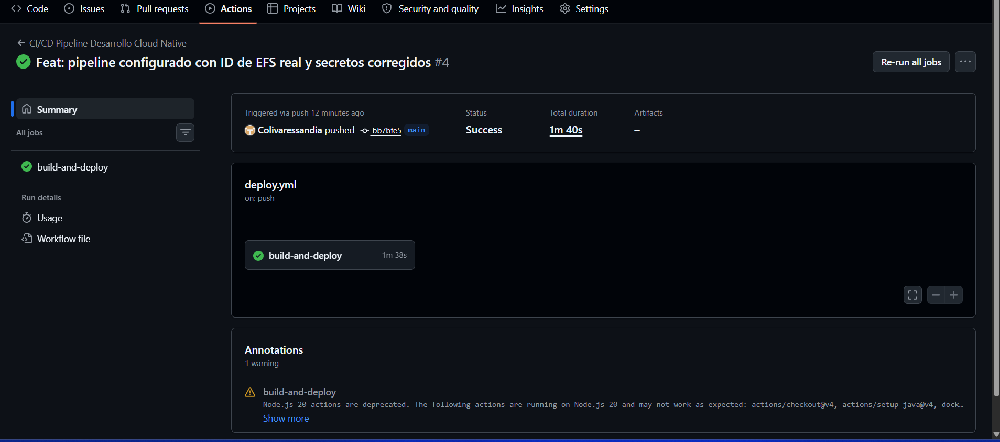 Code Issues Pull requests Actions Projects Wiki Security and quality Insights Settings
CI/CD Pipeline Desarrollo Cloud Native
Feat: pipeline configurado con ID de EFS real y secretos corregidos #4
Re-run all jobs
Summary
All jobs
build-and-deploy
Run details
Usage
Workflow file
Triggered via push 12 minutes ago
Colivaressandia pushed bb7bfe5 main
Status
Success
Total duration
1m 40s
Artifacts
–
deploy.yml
on: push
build-and-deploy 1m 38s
Annotations
1 warning
build-and-deploy
Node.js 20 actions are deprecated. The following actions are running on Node.js 20 and may not work as expected: actions/checkout@v4, actions/setup-java@v4, dock…
Show more